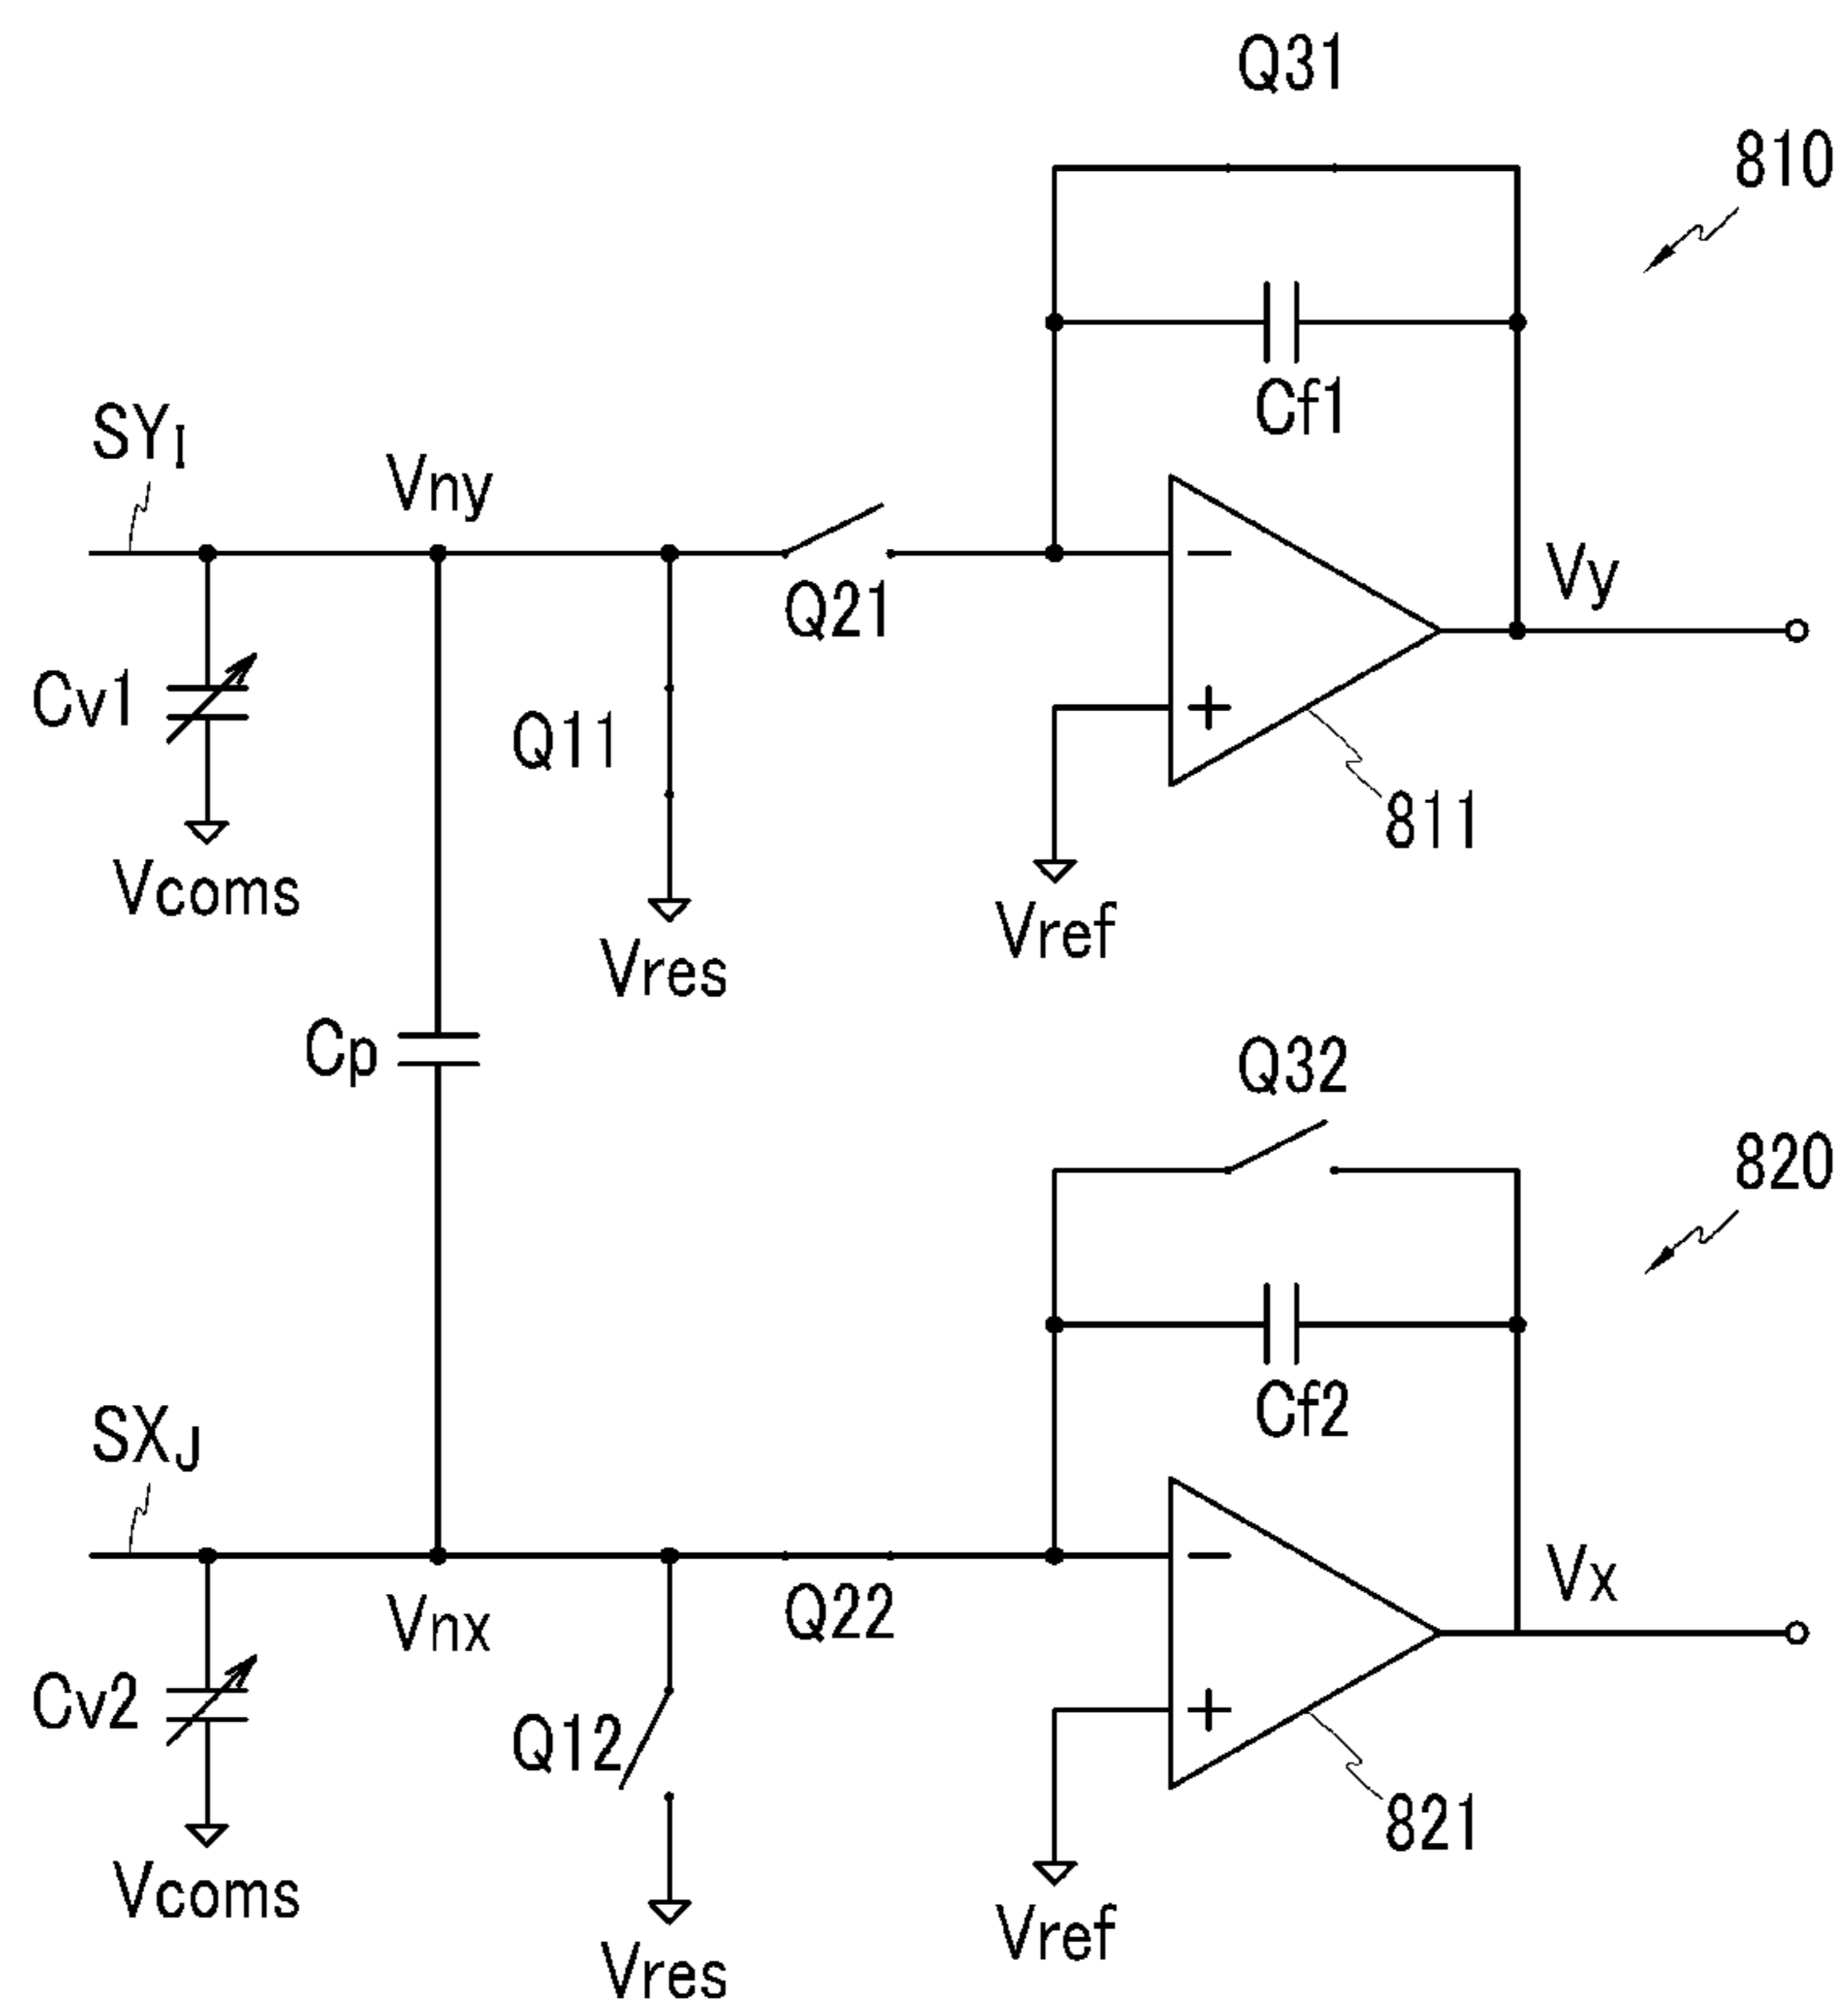 Q31
810
Cf1
SYI
Vny
Q21
Vy
Cv1
Q11
811
Vcoms
Vref
Vres
Cp
Q32
820
Cf2
SXJ
Vnx
Q22
Vx
Cv2
Q12
821
Vcoms
Vref
Vres